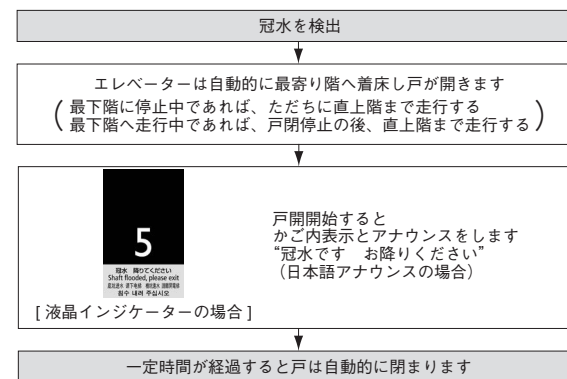 冠水を検出
エレベーターは自動的に最寄り階へ着床し戸が開きます
(最下階に停止中であれば、ただちに直上階まで走行する
最下階へ走行中であれば、戸閉停止の後、直上階まで走行する)
5
冠水 降りてください
Shaft flooded, please exit
침수 내려 주십시오
[ 液晶インジケーターの場合 ]
戸開開始すると
かご内表示とアナウンスをします
“冠水です お降りください”
(日本語アナウンスの場合)
一定時間が経過すると戸は自動的に閉まります